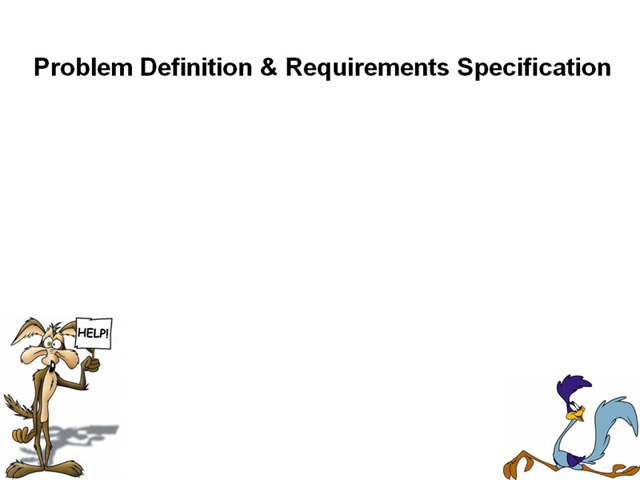 Problem Definition & Requirements Specification
HELP!